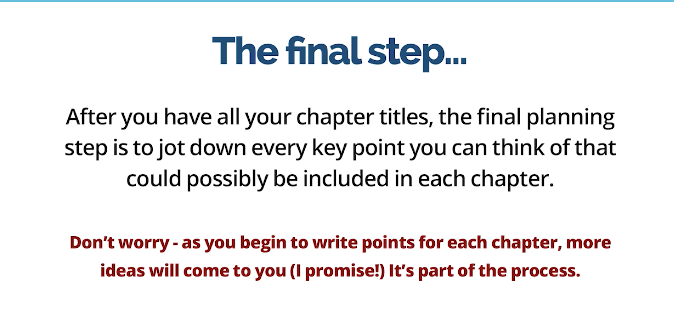 The final step...
After you have all your chapter titles, the final planning
step is to jot down every key point you can think of that
could possibly be included in each chapter.
Don’t worry - as you begin to write points for each chapter, more
ideas will come to you (I promise!) It’s part of the process.